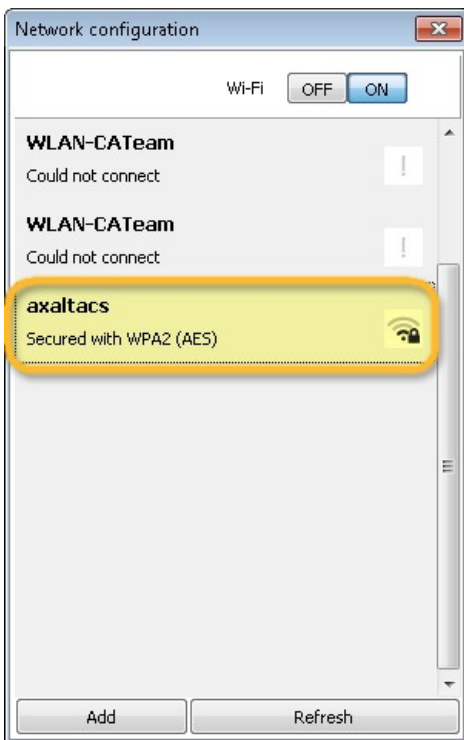 Network configuration
Wi-Fi OFF ON
WLAN-CATeam
Could not connect
WLAN-CATeam
Could not connect
axaltacs
Secured with WPA2 (AES)
Add Refresh